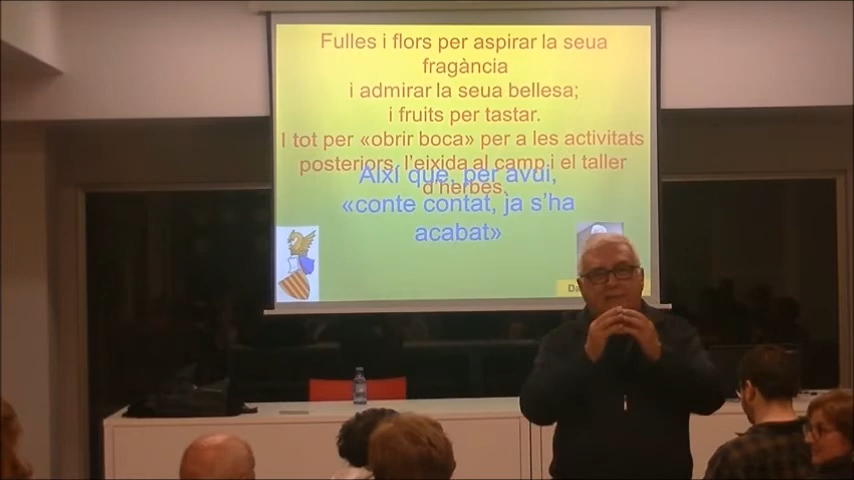 Fulles i flors per aspirar la seua
fragància
i admirar la seua bellesa;
i fruits per tastar.
I tot per «obrir boca» per a les activitats
posteriors, l'eixida al camp i el taller
d'herbes.
Així que, per avui,
«conte contat, ja s'ha
acabat»